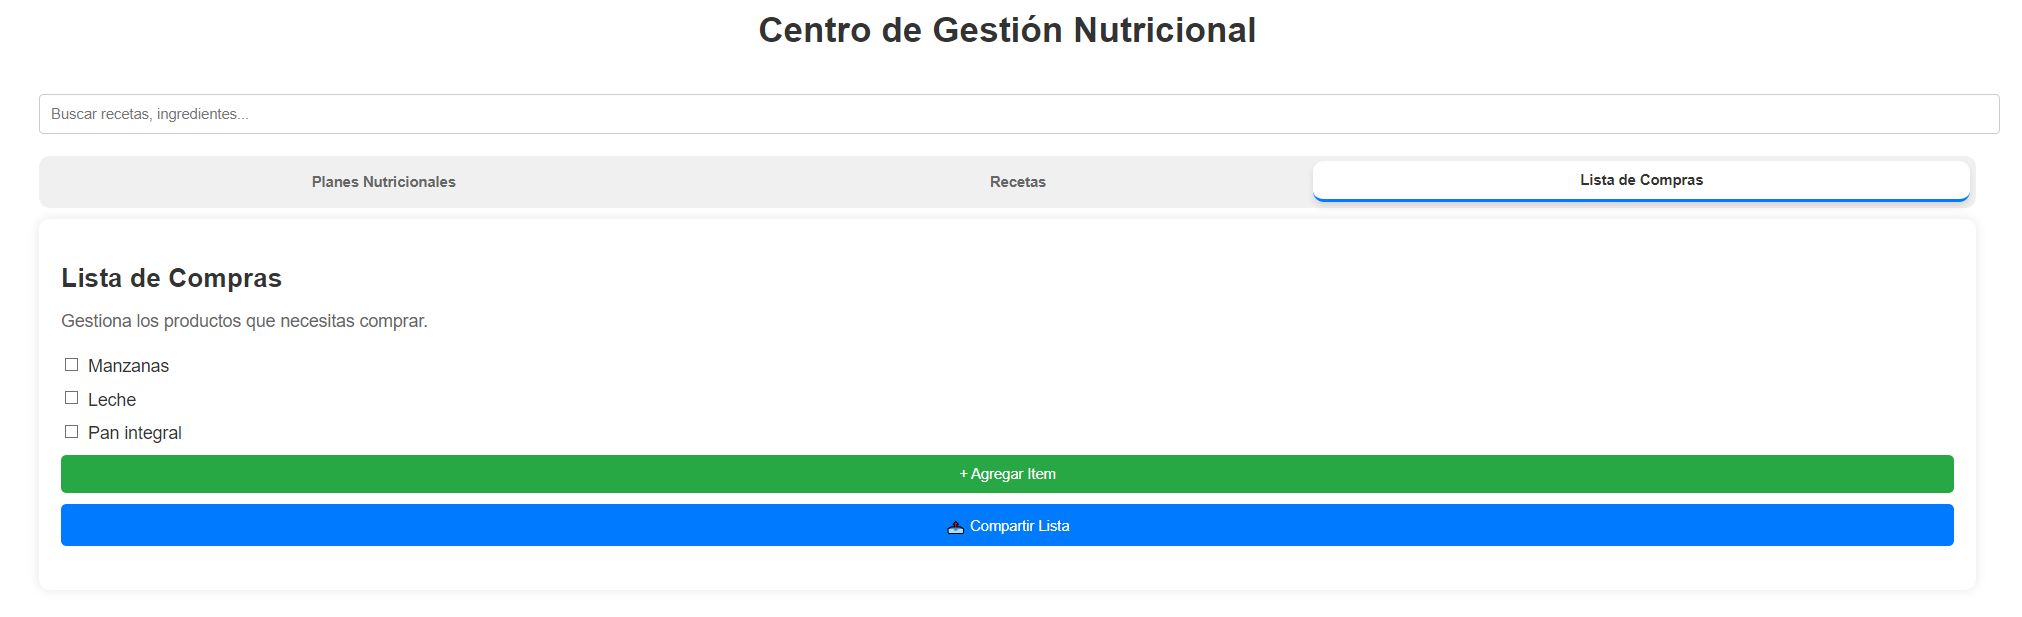 Centro de Gestión Nutricional
Buscar recetas, ingredientes...
Planes Nutricionales
Recetas
Lista de Compras
Lista de Compras
Gestiona los productos que necesitas comprar.
Manzanas
Leche
Pan integral
+ Agregar Item
Compartir Lista